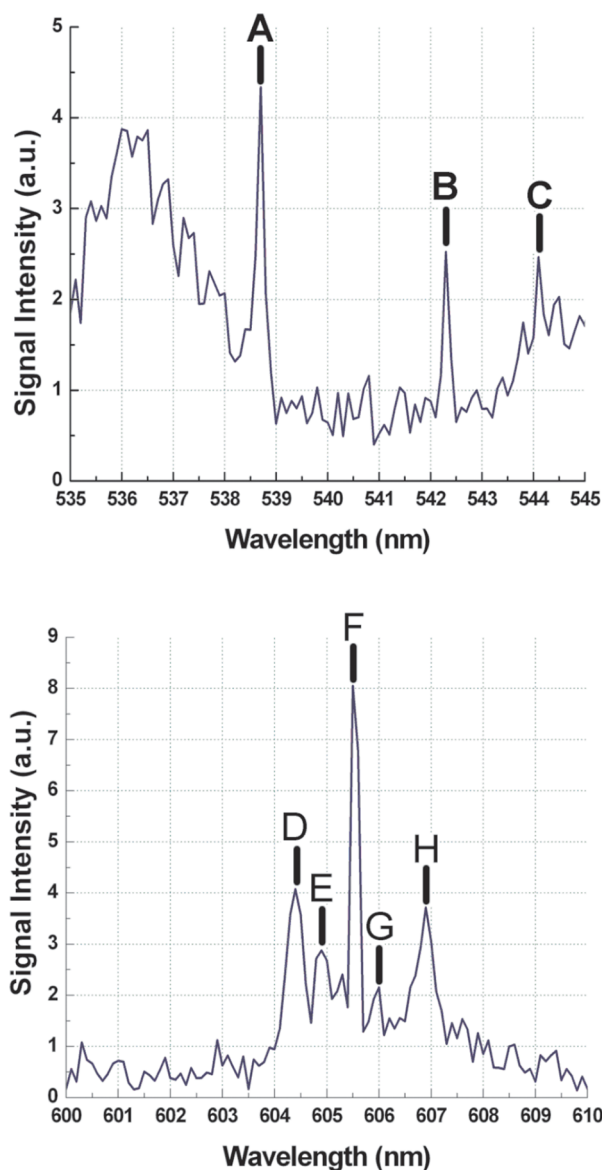 A
B
C
5
4
3
2
1
0
Signal Intensity (a.u.)
535 536 537 538 539 540 541 542 543 544 545
Wavelength (nm)
F
D
E
G
H
9
8
7
6
5
4
3
2
1
0
Signal Intensity (a.u.)
600 601 602 603 604 605 606 607 608 609 610
Wavelength (nm)